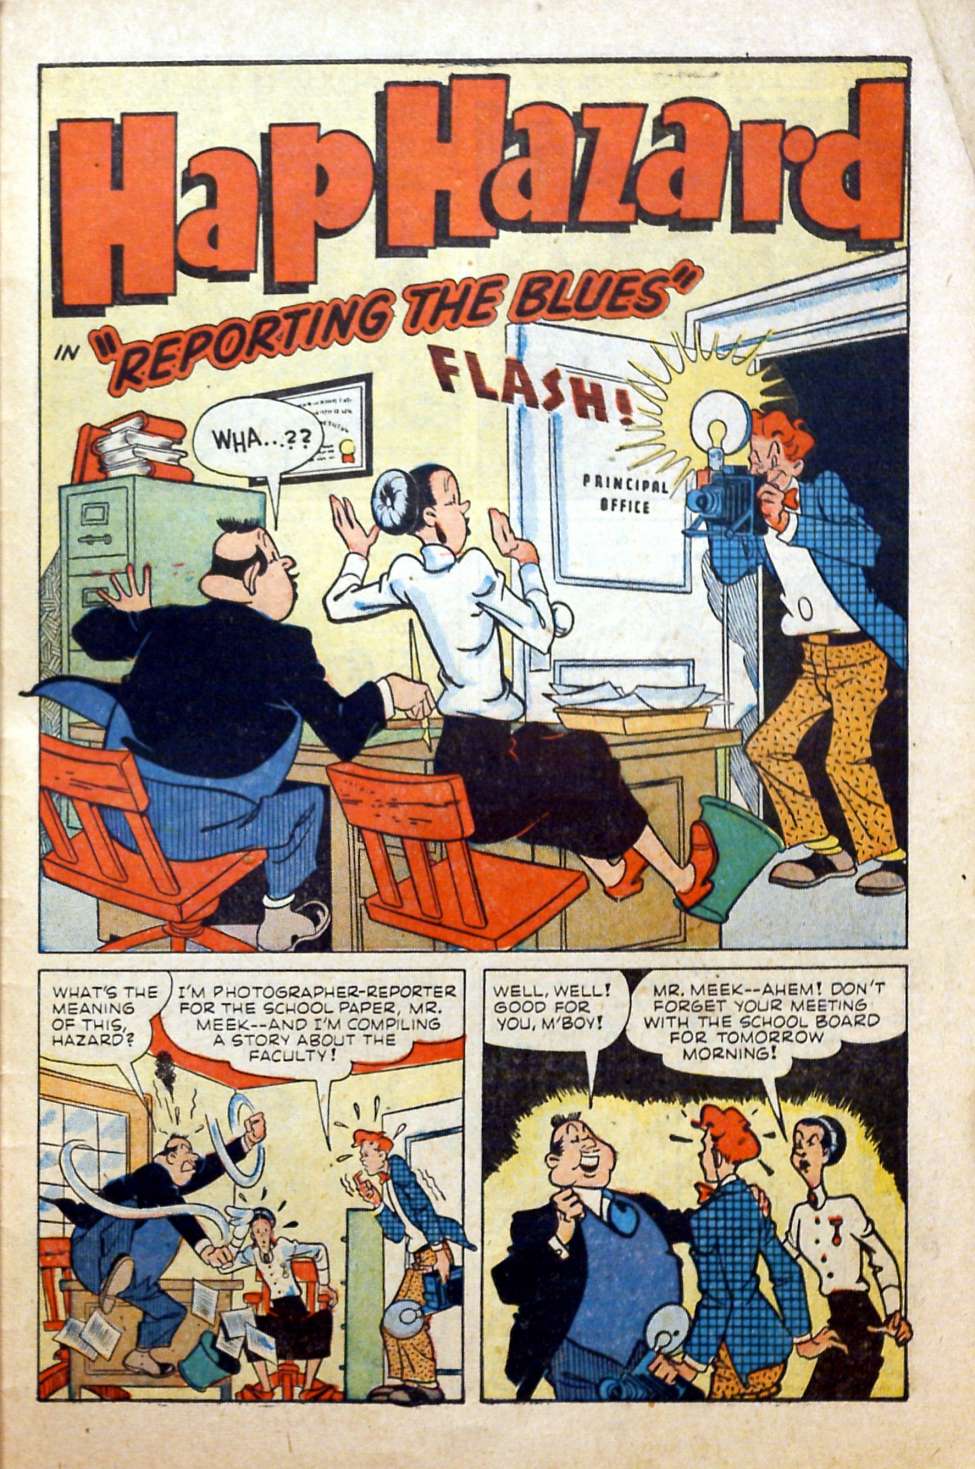 Hap Hazard
IN "REPORTING THE BLUES"
FLASH!
WHA...??
PRINCIPAL
OFFICE
WHAT'S THE
MEANING
OF THIS,
HAZARD?
I'M PHOTOGRAPHER-REPORTER
FOR THE SCHOOL PAPER, MR.
MEEK--AND I'M COMPILING
A STORY ABOUT THE
FACULTY!
WELL, WELL!
GOOD FOR
YOU, M'BOY!
MR. MEEK--AHEM! DON'T
FORGET YOUR MEETING
WITH THE SCHOOL BOARD
FOR TOMORROW
MORNING!